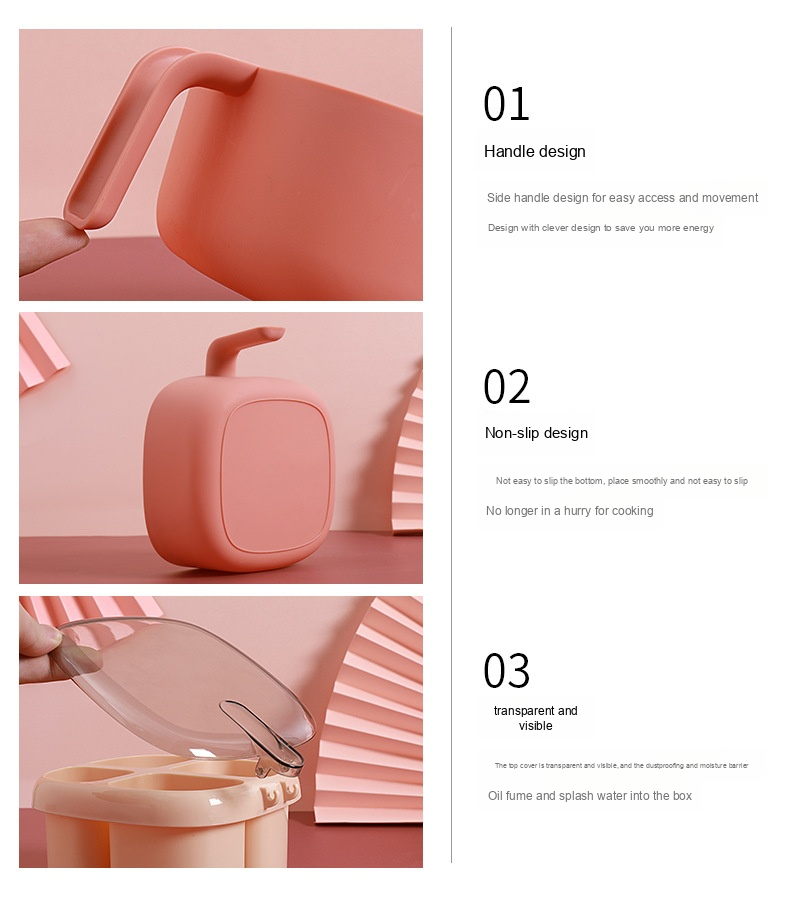 01
Handle design
Side handle design for easy access and movement
Design with clever design to save you more energy
02
Non-slip design
Not easy to slip the bottom, place smoothly and not easy to slip
No longer in a hurry for cooking
03
transparent and
visible
The top cover is transparent and visible, and the dustproofing and moisture barrier
Oil fume and splash water into the box